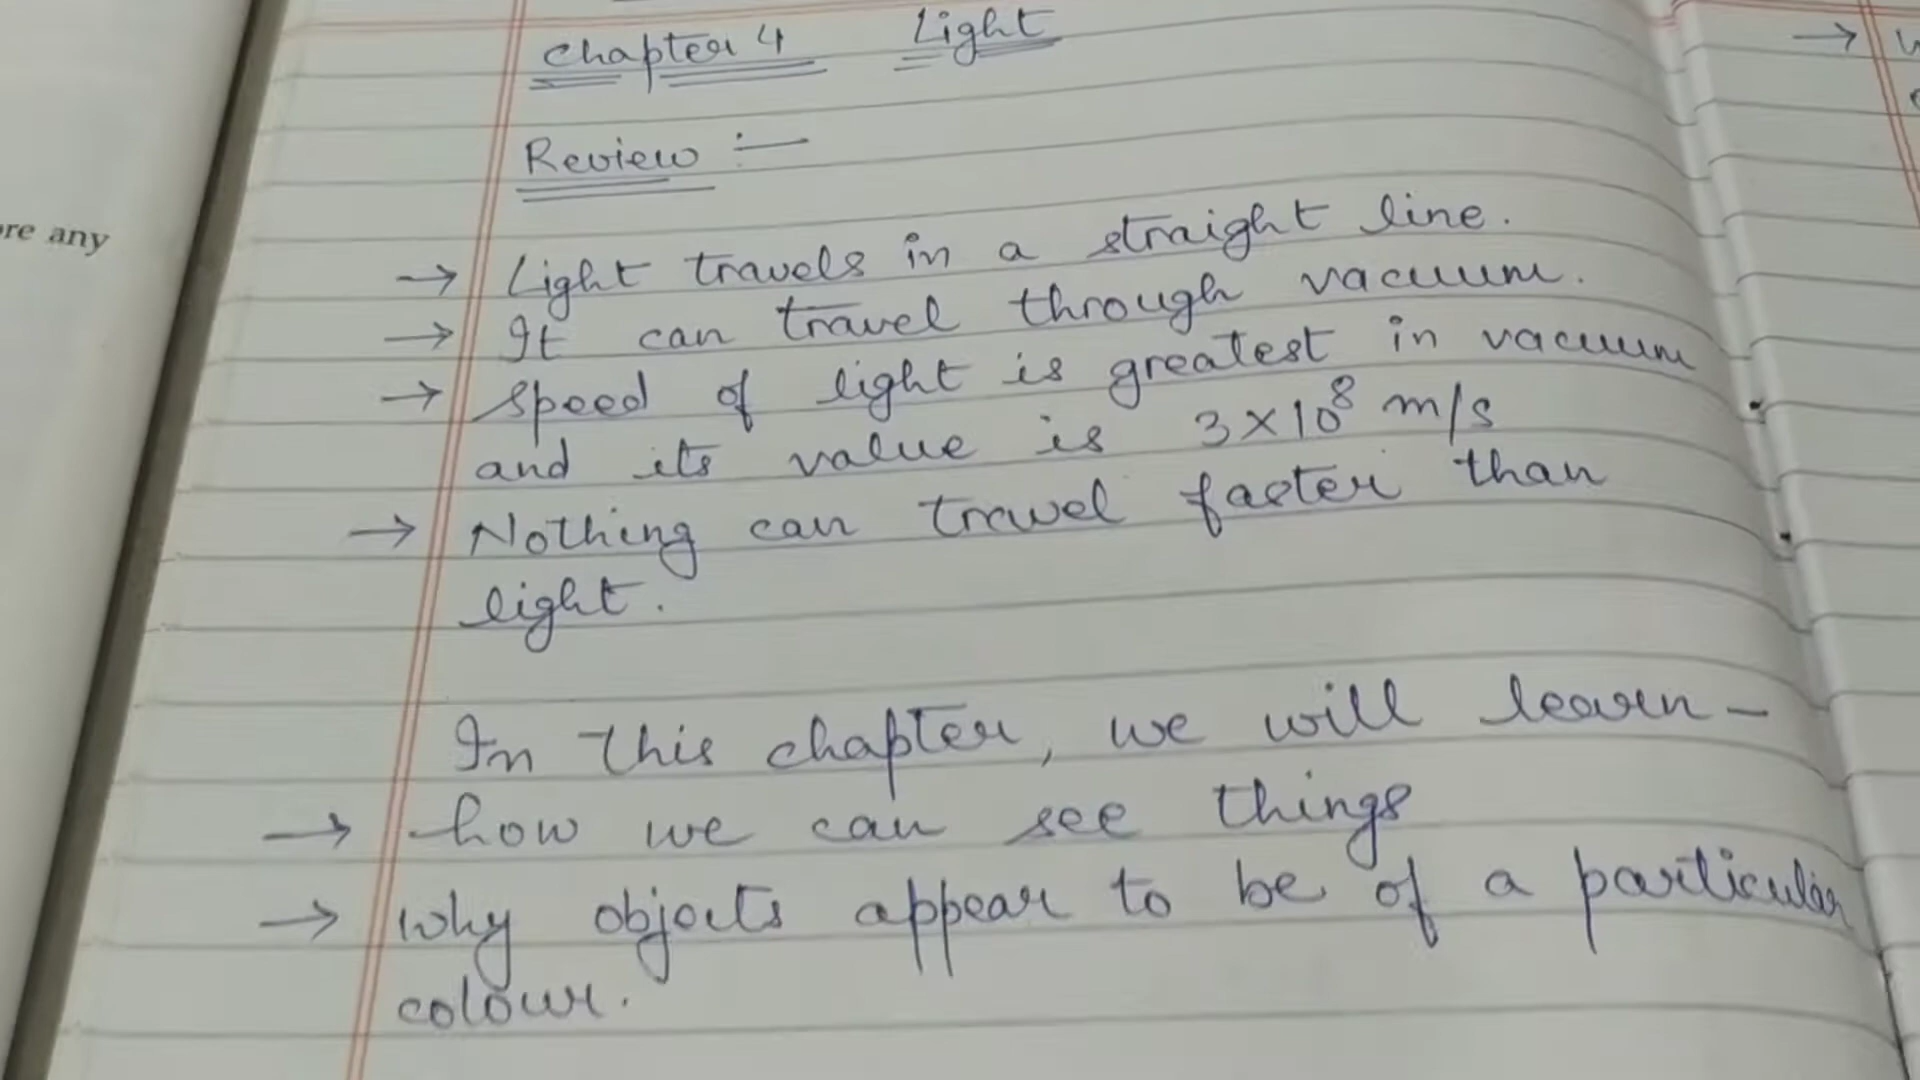 Chapter 4 Light
Review :-
→ Light travels in a straight line.
→ It can travel through vacuum.
→ Speed of light is greatest in vacuum
and its value is 3×10⁸ m/s
→ Nothing can travel faster than
light.
In this chapter, we will learn -
→ how we can see things
→ why objects appear to be of a particular
colour.
re any
→